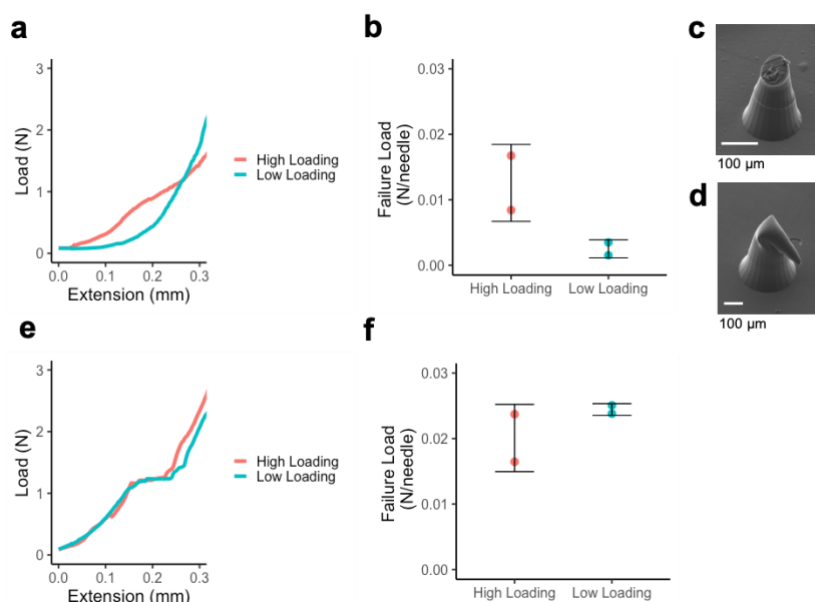 a
3
2
1
0
Load (N)
0.0 0.1 0.2 0.3
Extension (mm)
High Loading
Low Loading
b
0.03
0.02
0.01
0.00
Failure Load
(N/needle)
High Loading Low Loading
c
100 µm
d
100 µm
e
3
2
1
0
Load (N)
0.0 0.1 0.2 0.3
Extension (mm)
High Loading
Low Loading
f
0.03
0.02
0.01
0.00
Failure Load
(N/needle)
High Loading Low Loading